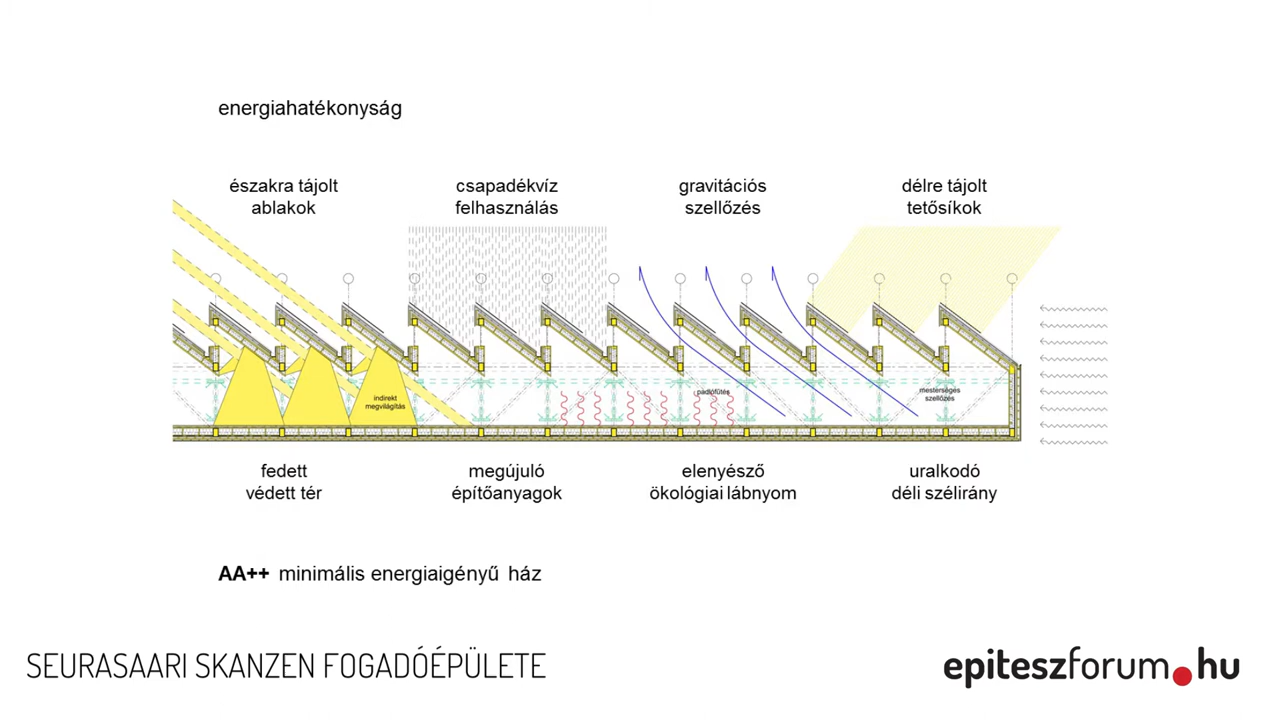 energiahatékonyság
északra tájolt
ablakok
csapadékvíz
felhasználás
gravitációs
szellőzés
délre tájolt
tetősíkok
indirekt
megvilágítás
padlófűtés
mesterséges
szellőzés
fedett
védett tér
megújuló
építőanyagok
elenyésző
ökológiai lábnyom
uralkodó
déli szélirány
AA++ minimális energiaigényű ház
SEURASAARI SKANZEN FOGADÓÉPÜLETE
epiteszforum.hu